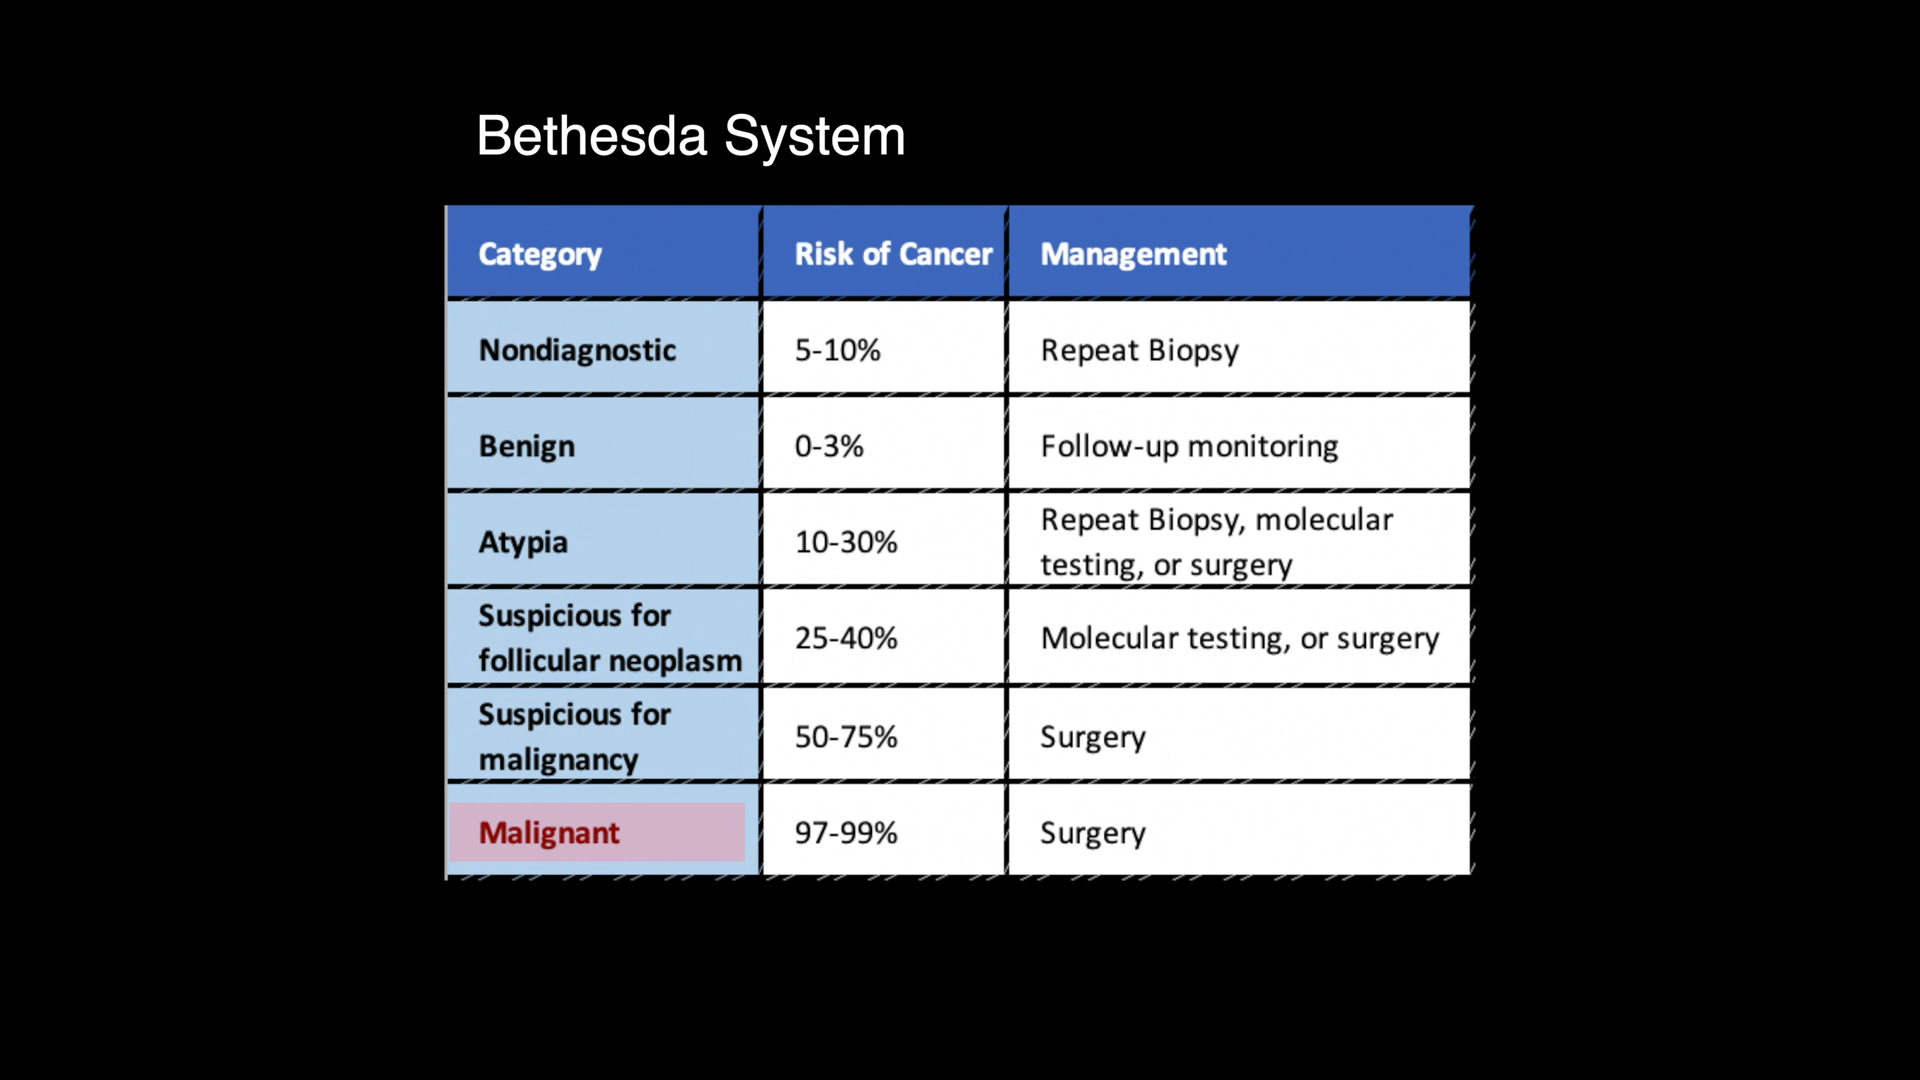 Bethesda System
Category Risk of Cancer Management
Nondiagnostic 5-10% Repeat Biopsy
Benign 0-3% Follow-up monitoring
Atypia 10-30% Repeat Biopsy, molecular
testing, or surgery
Suspicious for
follicular neoplasm 25-40% Molecular testing, or surgery
Suspicious for
malignancy 50-75% Surgery
Malignant 97-99% Surgery